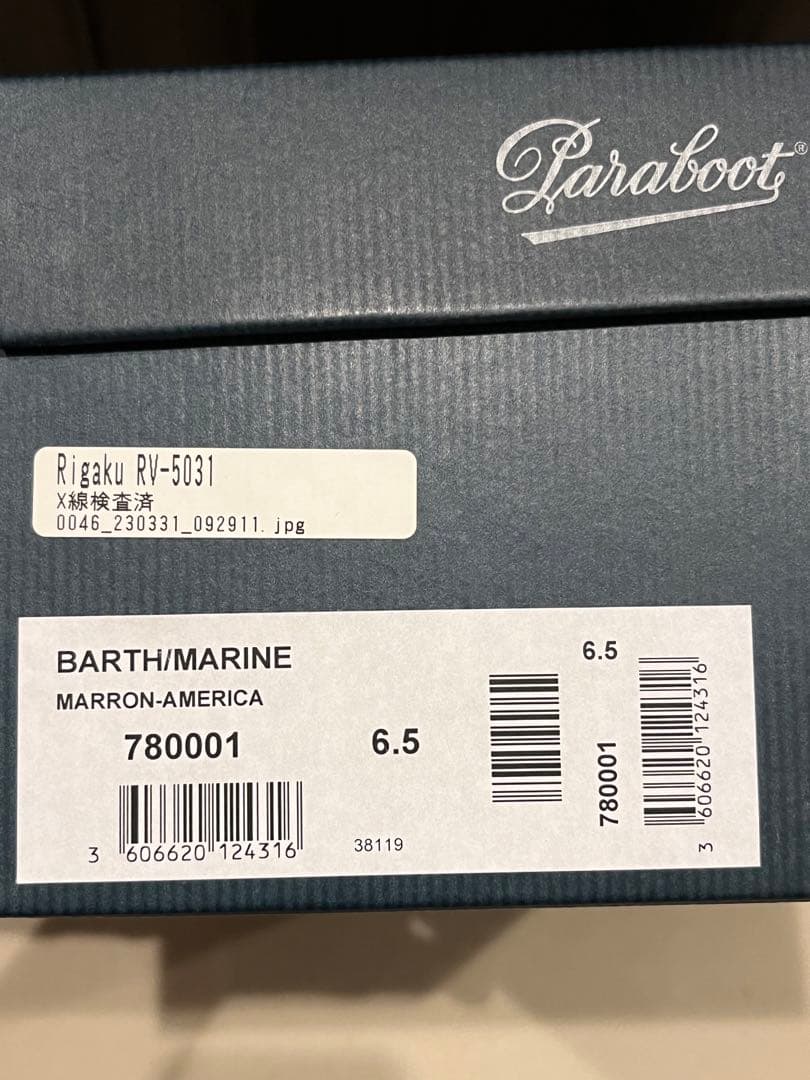 Paraboot®
Rigaku RV-5031
X線検査済
0046_230331_092911.jpg
BARTH/MARINE
MARRON-AMERICA
780001
6.5
3 606620 124316
38119
6.5
780001
3 606620 124316